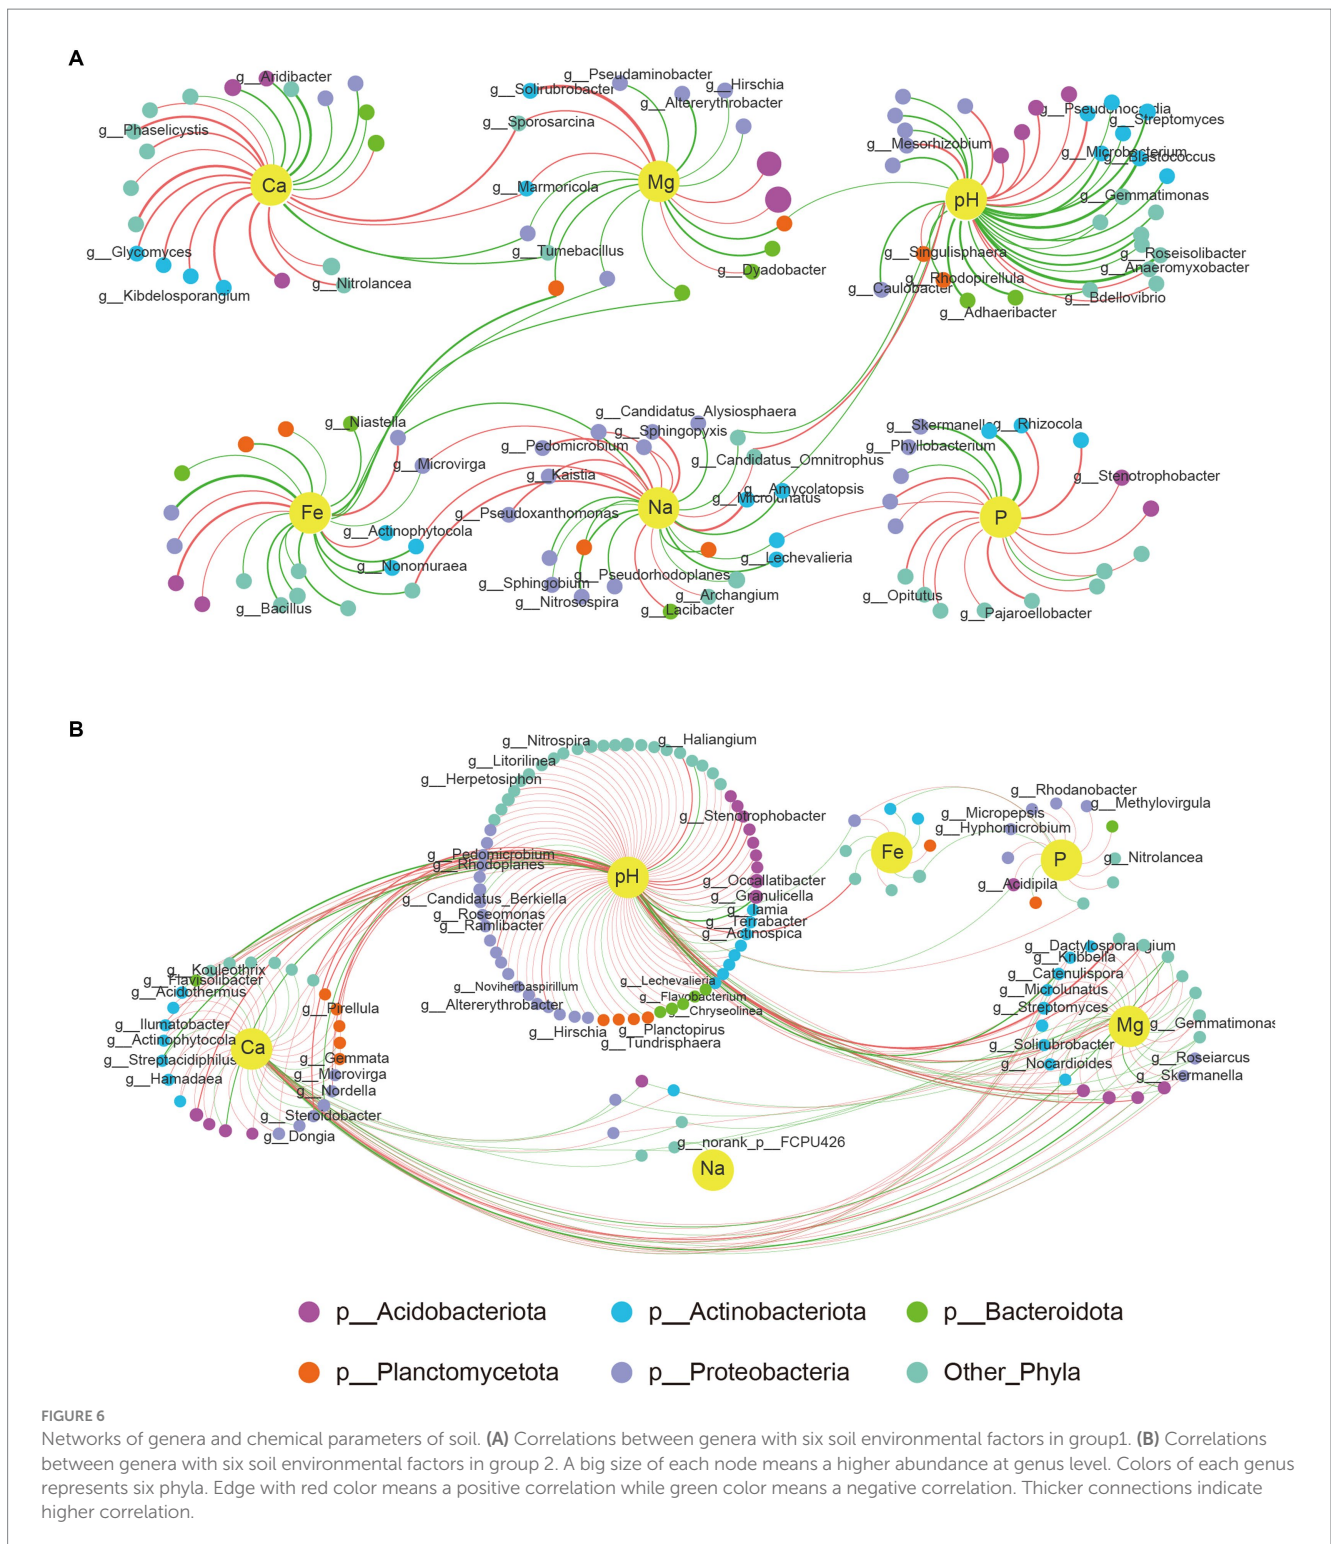 A
g__Aridibacter
g__Phaselicystis
Ca
g__Glycomyces
g__Kibdelosporangium
g__Nitrolancea
g__Pseudaminobacter
g__Solirubrobacter
g__Hirschia
g__Altererythrobacter
g__Sporosarcina
Mg
g__Marmoricola
g__Tumebacillus
g__Dyadobacter
g__Pseudonocardia
g__Streptomyces
g__Mesorhizobium
g__Microbacterium
g__Blastococcus
pH
g__Gemmatimonas
g__Singulisphaera
g__Roseisolibacter
g__Anaeromyxobacter
g__Rhodopirellula
g__Caulobacter
g__Bdellovibrio
g__Adhaeribacter
g__Niastella
g__Microvirga
Fe
g__Actinophytocola
g__Nonomuraea
g__Bacillus
g__Candidatus_Alysiosphaera
g__Sphingopyxis
g__Pedomicrobium
g__Candidatus_Omnitrophus
g__Kaistia
g__Amycolatopsis
g__Microlunatus
Na
g__Pseudoxanthomonas
g__Lechevalieria
g__Pseudorhodoplanes
g__Sphingobium
g__Nitrosospira
g__Archangium
g__Lacibacter
g__Skermanella
g__Rhizocola
g__Phyllobacterium
g__Stenotrophobacter
P
g__Opitutus
g__Pajaroellobacter
B
g__Nitrospira
g__Haliangium
g__Litorilinea
g__Herpetosiphon
g__Stenotrophobacter
g__Pedomicrobium
g__Rhodoplanes
pH
g__Occallatibacter
g__Granulicella
g__Candidatus_Berkiella
g__Iamia
g__Roseomonas
g__Terrabacter
g__Ramlibacter
g__Actinospica
g__Lechevalieria
g__Noviherbaspirillum
g__Flavobacterium
g__Altererythrobacter
g__Chryseolinea
g__Hirschia
g__Planctopirus
g__Tundrisphaera
Fe
g__Rhodanobacter
g__Methylovirgula
g__Micropepsis
g__Hyphomicrobium
P
g__Nitrolancea
g__Acidipila
g__Kouleothrix
g__Flavisolibacter
g__Acidothermus
g__Pirellula
g__Ilumatobacter
g__Actinophytocola
Ca
g__Streptacidiphilus
g__Gemmata
g__Hamadaea
g__Microvirga
g__Nordella
g__Steroidobacter
g__Dongia
g__Dactylosporangium
g__Kribbella
g__Catenulispora
g__Microlunatus
g__Streptomyces
Mg
g__Gemmatimonas
g__Solirubrobacter
g__Roseiarcus
g__Nocardioides
g__Skermanella
g__norank_p__FCPU426
Na
p__Acidobacteriota
p__Actinobacteriota
p__Bacteroidota
p__Planctomycetota
p__Proteobacteria
Other_Phyla
FIGURE 6
Networks of genera and chemical parameters of soil. (A) Correlations between genera with six soil environmental factors in group1. (B) Correlations
between genera with six soil environmental factors in group 2. A big size of each node means a higher abundance at genus level. Colors of each genus
represents six phyla. Edge with red color means a positive correlation while green color means a negative correlation. Thicker connections indicate
higher correlation.